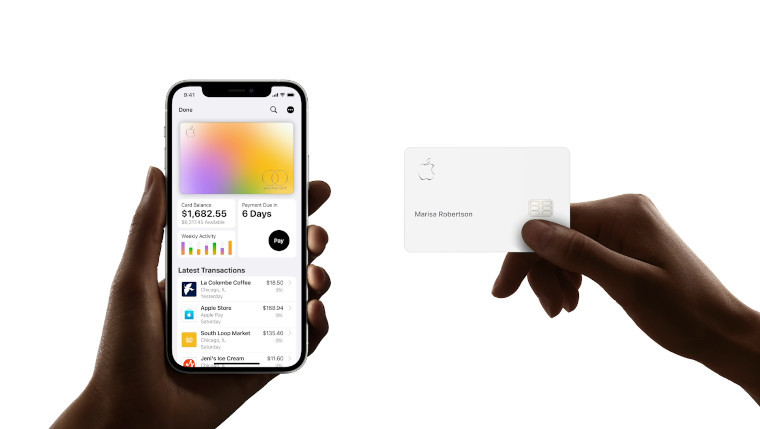 9:41
Done
Card Balance
$1,682.55
Payment Due In
6 Days
Weekly Activity
Pay
Latest Transactions
La Colombe Coffee
$18.50
Chicago, IL
Yesterday
Apple Store
$168.94
Apple Pay
Saturday
South Loop Market
$135.46
Chicago, IL
Saturday
Jeni's Ice Cream
$11.60
Marisa Robertson